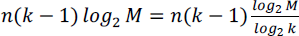 n(k − 1) log₂ M = n(k − 1) log₂ M / log₂ k